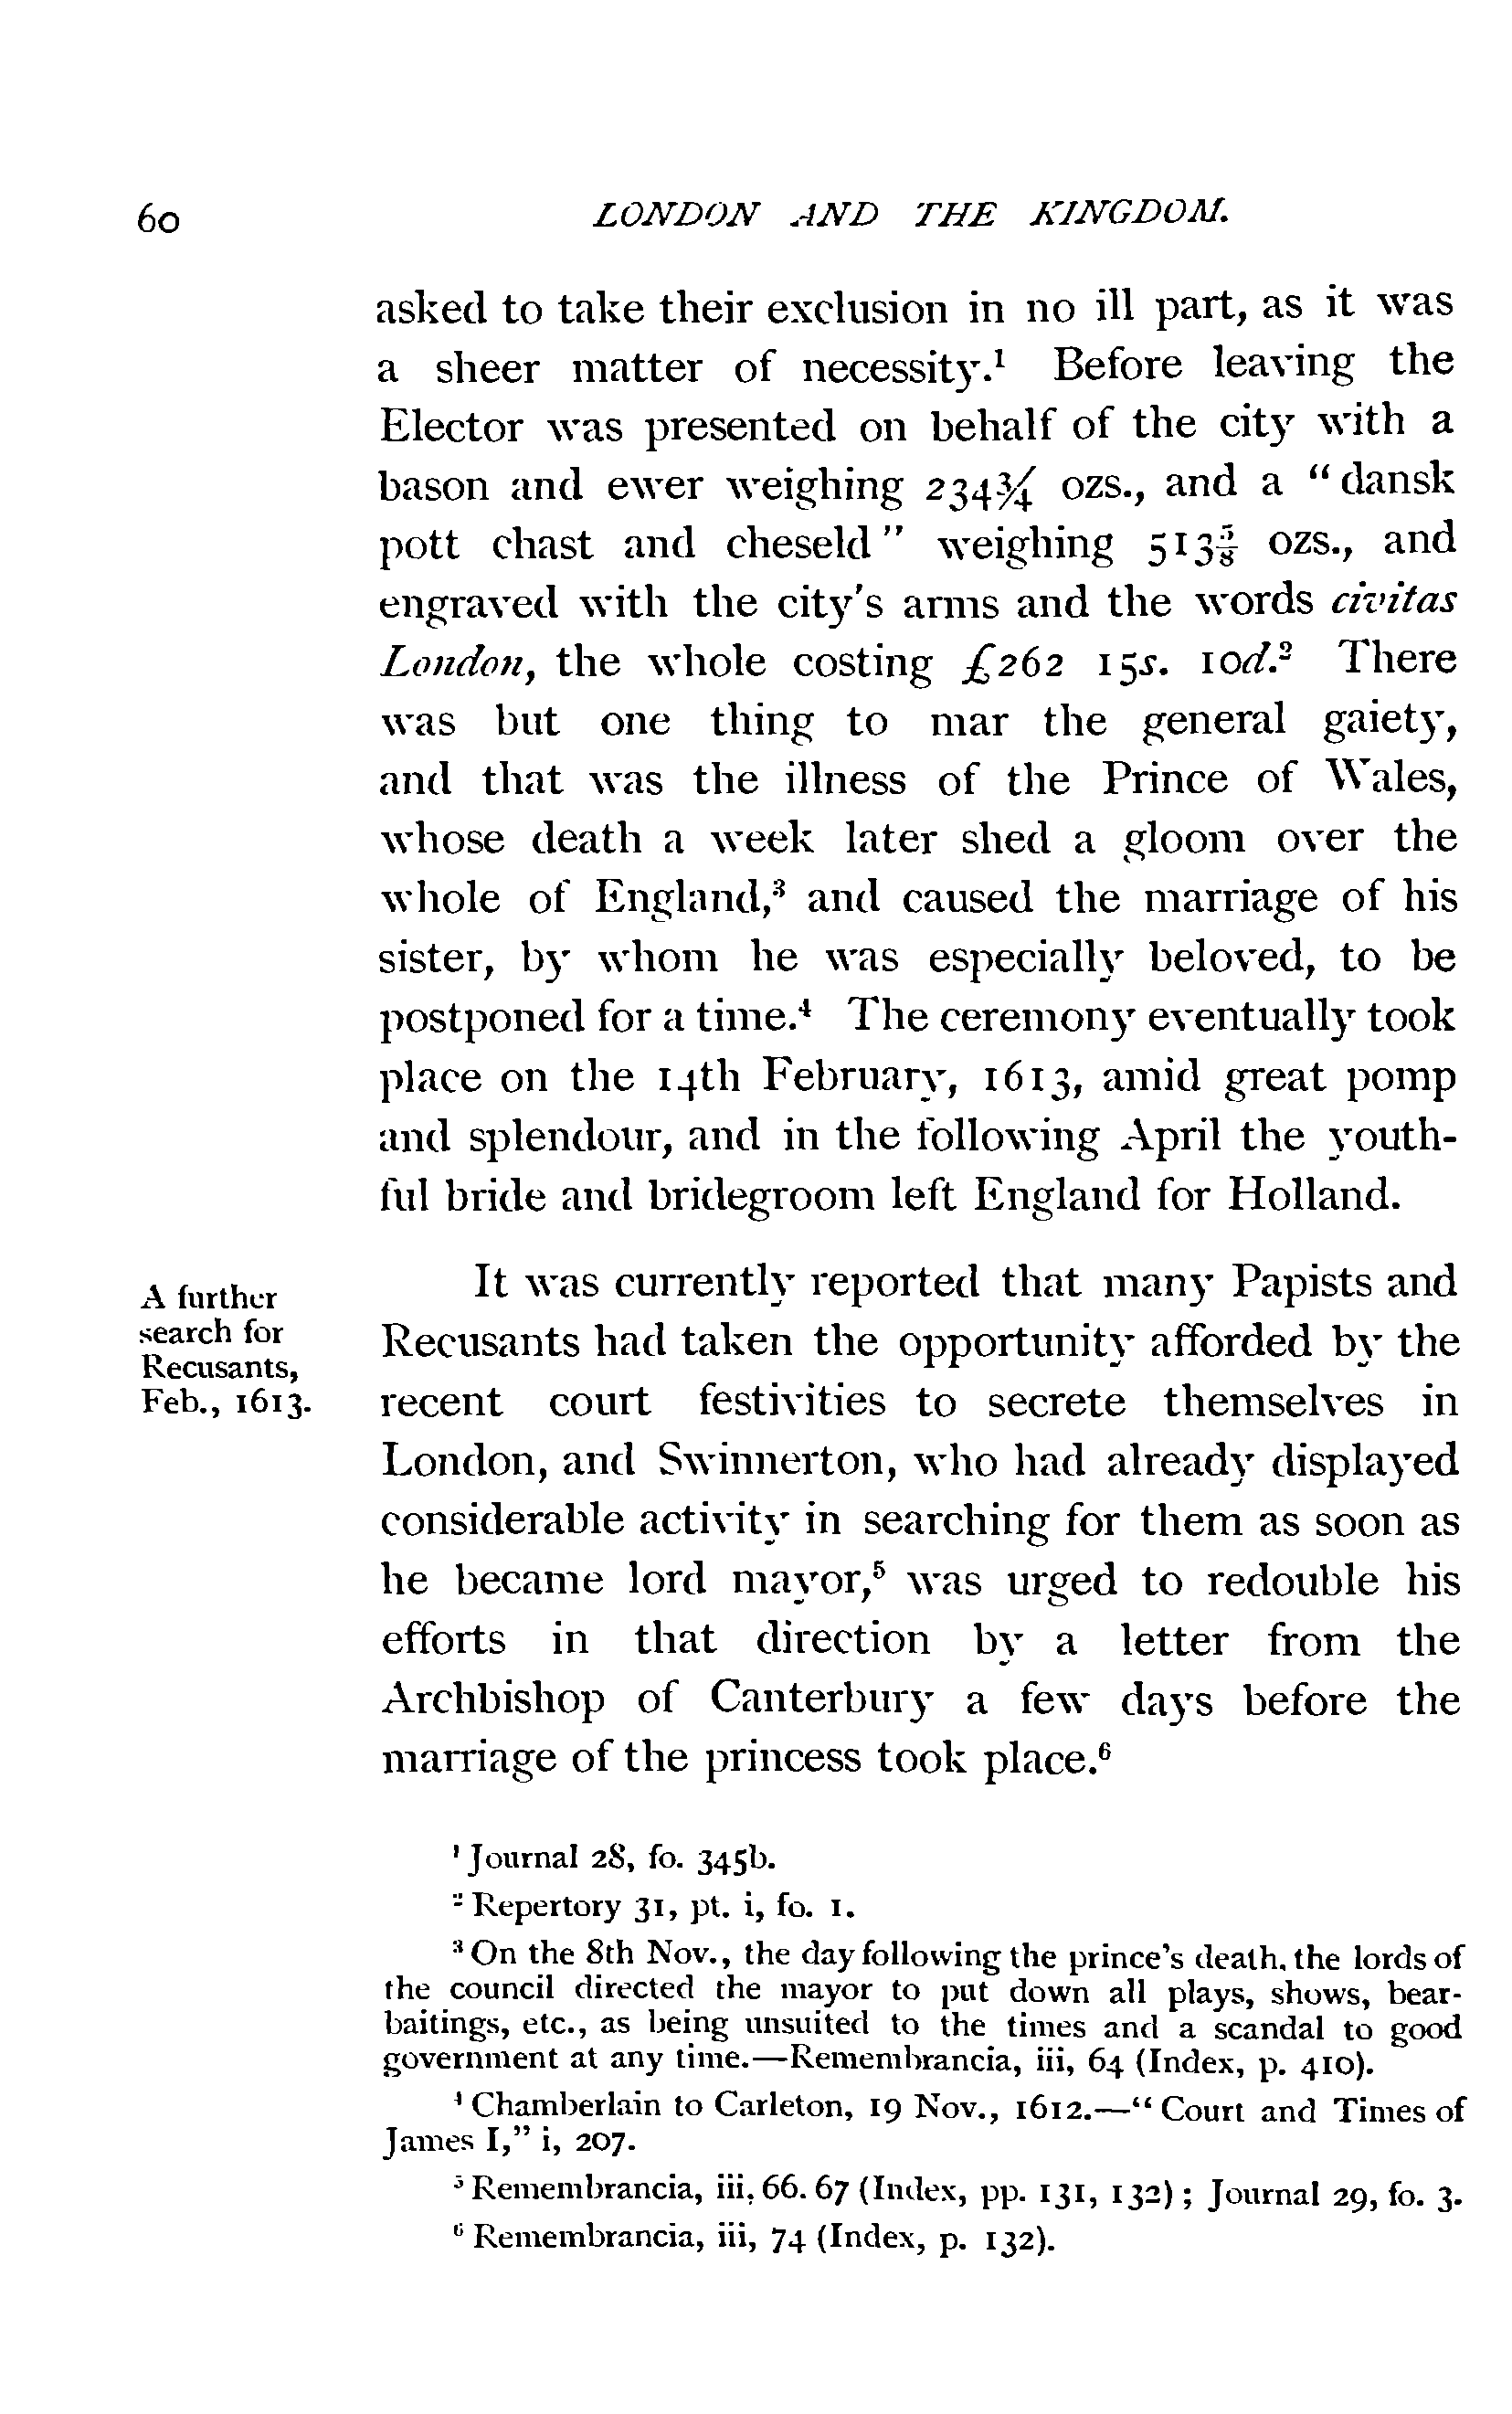 60 LONDON AND THE KINGDOM.
asked to take their exclusion in no ill part, as it was
a sheer matter of necessity.¹ Before leaving the
Elector was presented on behalf of the city with a
bason and ewer weighing 234¾ ozs., and a “dansk
pott chast and cheseld” weighing ozs., and
engraved with the city's arms and the words civitas
London, the whole costing £262 15s. 10d.² There
was but one thing to mar the general gaiety,
and that was the illness of the Prince of Wales,
whose death a week later shed a gloom over the
whole of England,³ and caused the marriage of his
sister, by whom he was especially beloved, to be
postponed for a time.⁴ The ceremony eventually took
place on the 14th February, 1613, amid great pomp
and splendour, and in the following April the youth-
ful bride and bridegroom left England for Holland.
A further
search for
Recusants,
Feb., 1613.
It was currently reported that many Papists and
Recusants had taken the opportunity afforded by the
recent court festivities to secrete themselves in
London, and Swinnerton, who had already displayed
considerable activity in searching for them as soon as
he became lord mayor,⁵ was urged to redouble his
efforts in that direction by a letter from the
Archbishop of Canterbury a few days before the
marriage of the princess took place.⁶
¹ Journal 28, fo. 345b.
² Repertory 31, pt. i, fo. 1.
³ On the 8th Nov., the day following the prince's death, the lords of
the council directed the mayor to put down all plays, shows, bear-
baitings, etc., as being unsuited to the times and a scandal to good
government at any time.—Remembrancia, iii, 64 (Index, p. 410).
⁴ Chamberlain to Carleton, 19 Nov., 1612.—“Court and Times of
James I,” i, 207.
⁵ Remembrancia, iii, 66. 67 (Index, pp. 131, 132); Journal 29, fo. 3.
⁶ Remembrancia, iii, 74 (Index, p. 132).